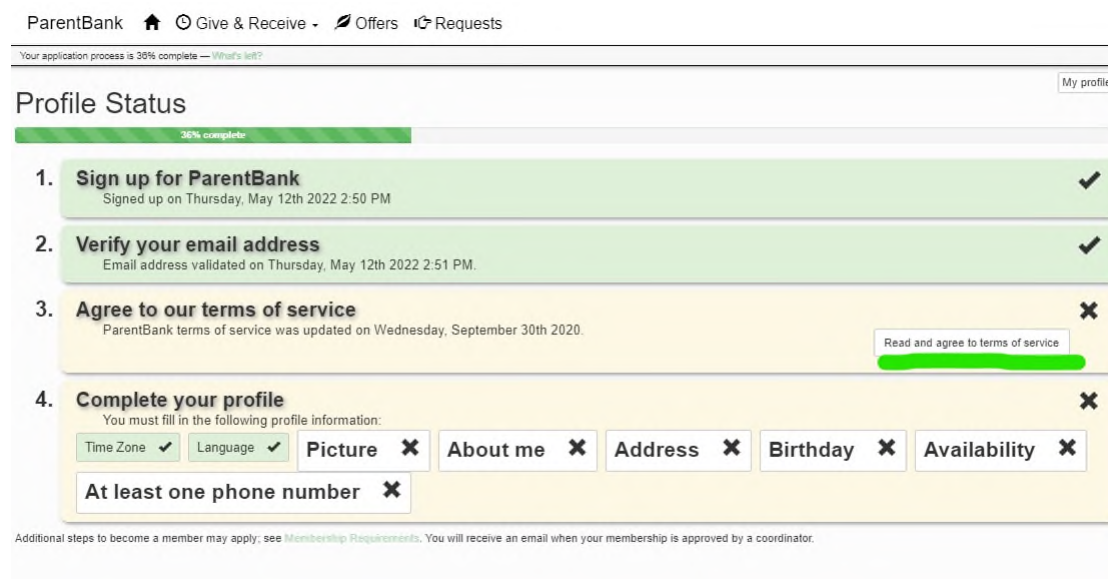 ParentBank Give & Receive Offers Requests
Your application process is 36% complete — What's left?
My profile
Profile Status
36% complete
1. Sign up for ParentBank
Signed up on Thursday, May 12th 2022 2:50 PM
2. Verify your email address
Email address validated on Thursday, May 12th 2022 2:51 PM.
3. Agree to our terms of service
ParentBank terms of service was updated on Wednesday, September 30th 2020.
Read and agree to terms of service
4. Complete your profile
You must fill in the following profile information:
Time Zone Language Picture About me Address Birthday Availability
At least one phone number
Additional steps to become a member may apply; see Membership Requirements. You will receive an email when your membership is approved by a coordinator.